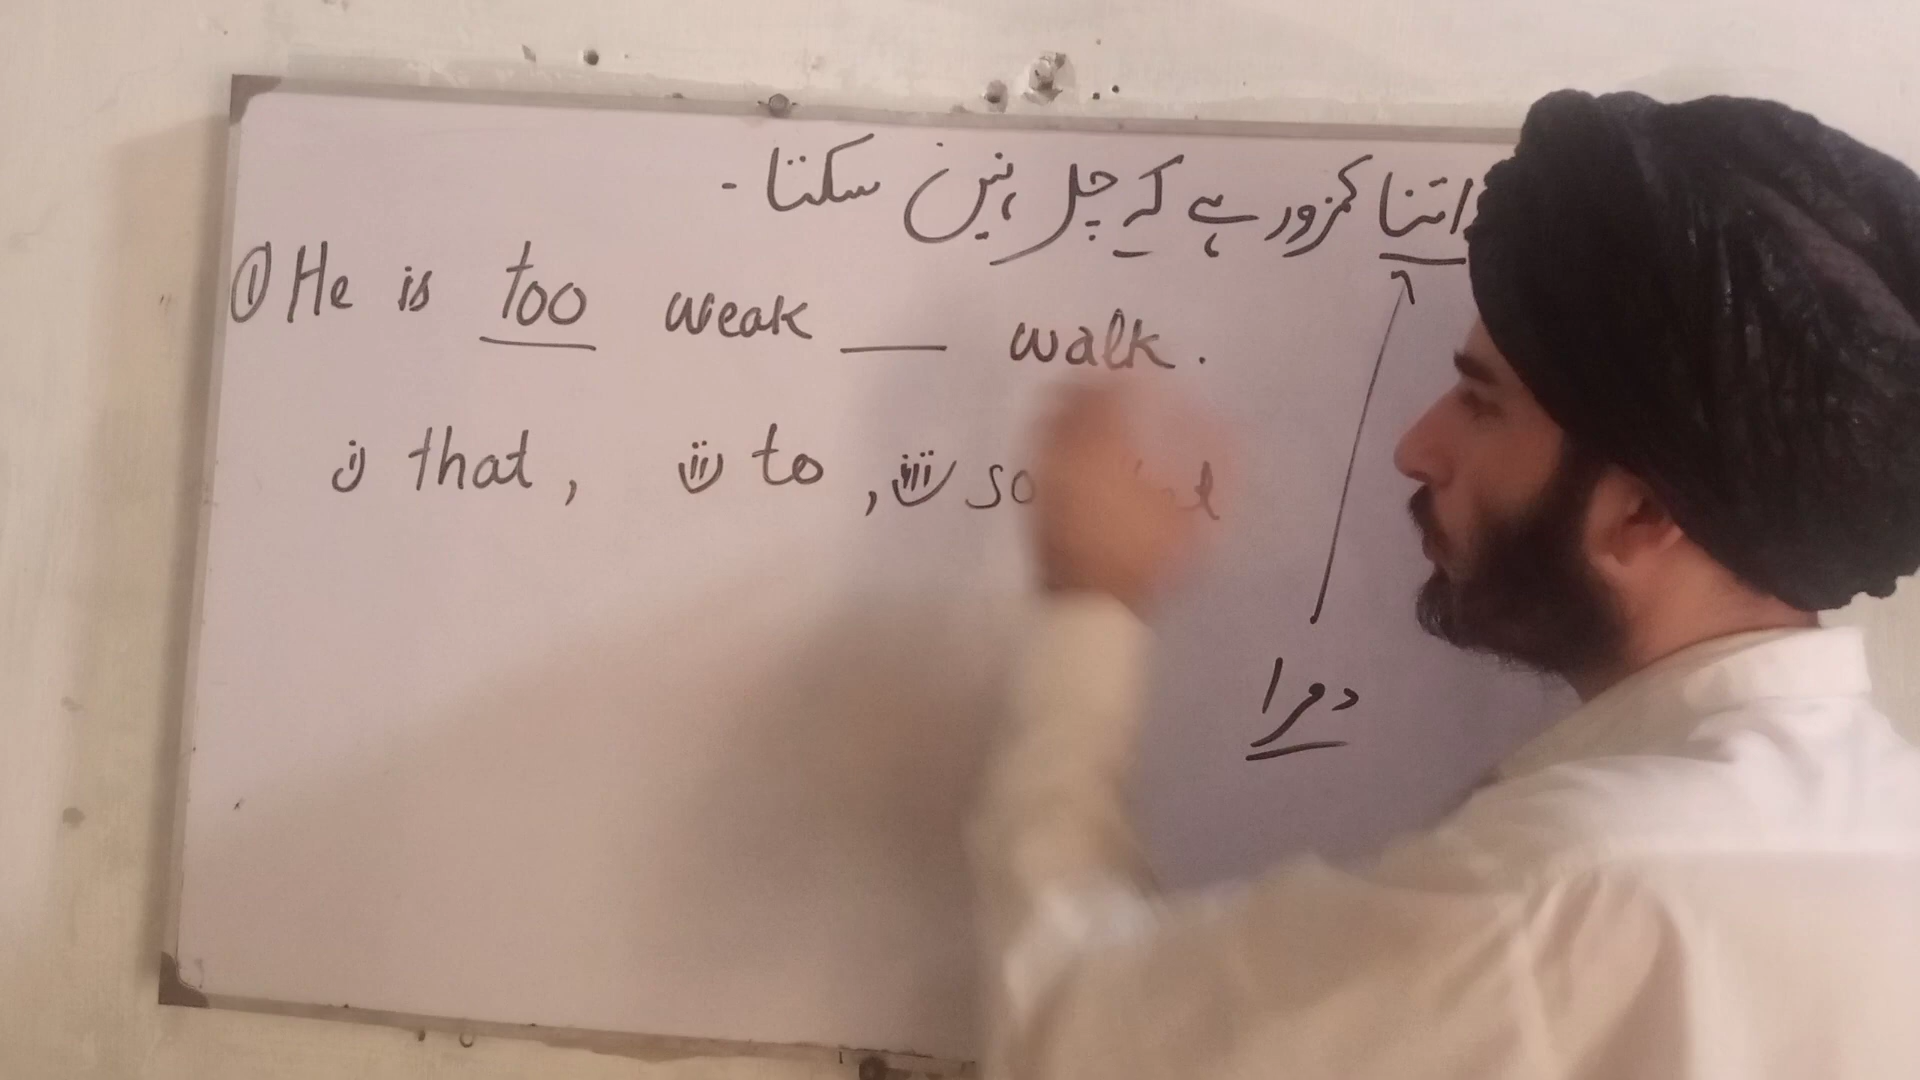 اتنا کمزور ہے کہ چل نہیں سکتا -
① He is too weak ___ walk.
i) that, ii) to, iii) so
دوسرا